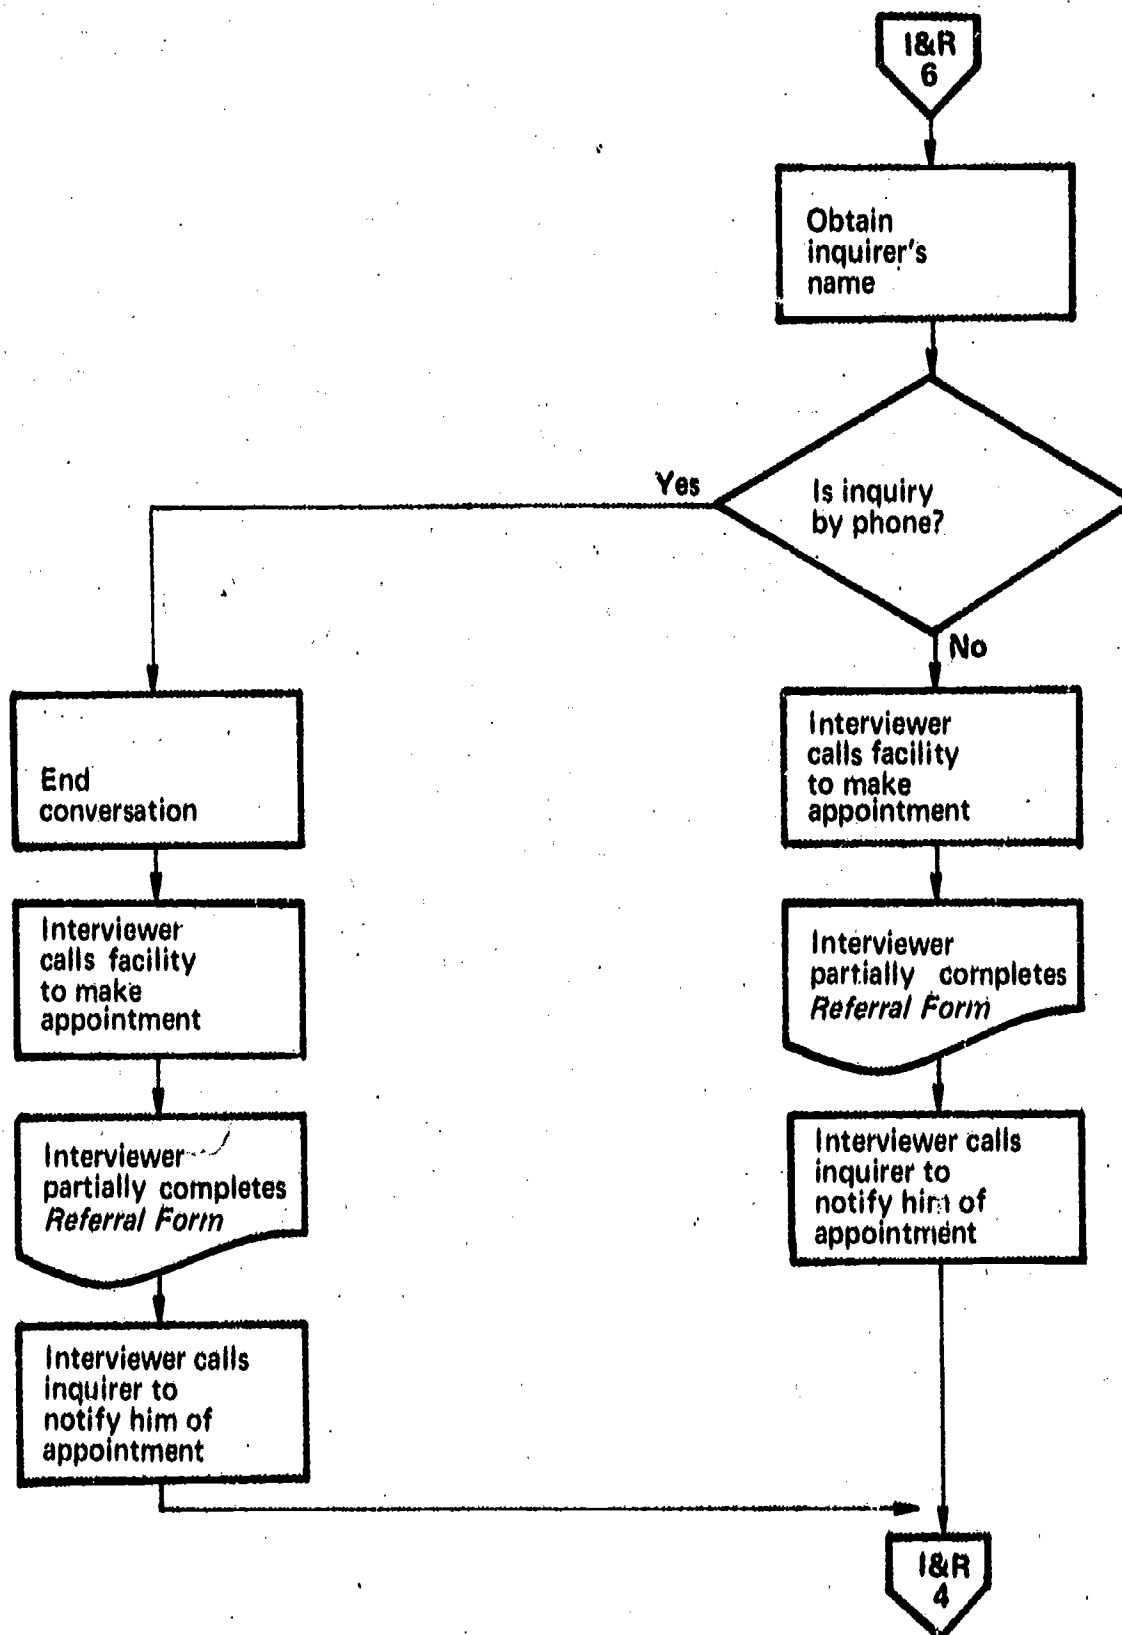 I&R
6
Obtain
inquirer's
name
Is inquiry
by phone?
Yes
No
End
conversation
Interviewer
calls facility
to make
appointment
Interviewer
partially completes
Referral Form
Interviewer calls
inquirer to
notify him of
appointment
Interviewer
calls facility
to make
appointment
Interviewer
partially completes
Referral Form
Interviewer calls
inquirer to
notify him of
appointment
I&R
4